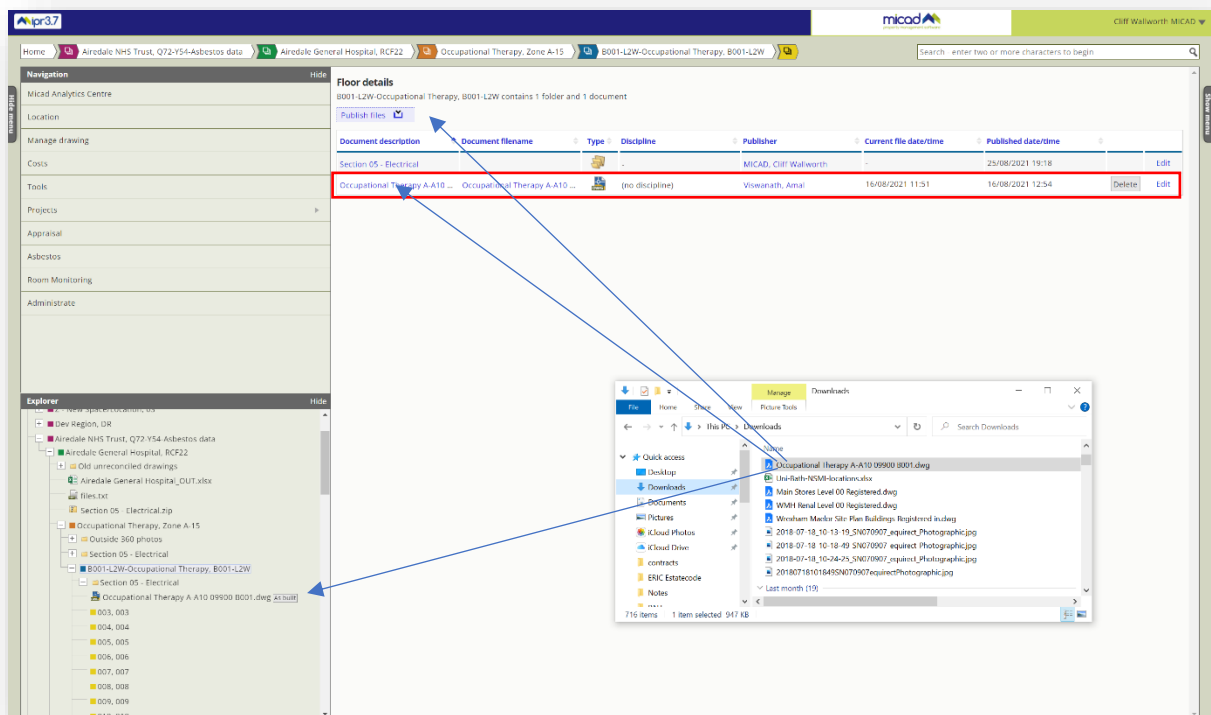 ipr3.7
micad
Cliff Wallworth MiCAD
Home Airedale NHS Trust, Q72-Y54-Asbestos data Airedale General Hospital, RCF22 Occupational Therapy, Zone A-15 B001-L2W-Occupational Therapy, B001-L2W
Search - enter two or more characters to begin
Navigation Hide
Hide menu
Show menu
Micad Analytics Centre
Location
Manage drawing
Costs
Tools
Projects
Appraisal
Asbestos
Room Monitoring
Administrate
Floor details
B001-L2W-Occupational Therapy, B001-L2W contains 1 folder and 1 document
Publish files
Document description Document filename Type Discipline Publisher Current file date/time Published date/time
Section 05 - Electrical - MICAD, Cliff Wallworth - 25/08/2021 19:18 Edit
Occupational Therapy A-A10 ... Occupational Therapy A-A10 ... (no discipline) Viswanath, Amal 16/08/2021 11:51 16/08/2021 12:54 Delete Edit
Explorer Hide
Dev Region, DR
Airedale NHS Trust, Q72-Y54-Asbestos data
Airedale General Hospital, RCF22
Old unreconciled drawings
Airedale General Hospital_OUT.xlsx
files.txt
Section 05 - Electrical.zip
Occupational Therapy, Zone A-15
Outside 360 photos
Section 05 - Electrical
B001-L2W-Occupational Therapy, B001-L2W
Section 05 - Electrical
Occupational Therapy A A10 09900 B001.dwg As built
003, 003
004, 004
005, 005
006, 006
007, 007
008, 008
009, 009
Manage Downloads
File Home Share View Picture Tools
This PC > Downloads
Search Downloads
Name
Quick access
Desktop
Downloads
Documents
Pictures
iCloud Photos
iCloud Drive
contracts
ERIC Estatecode
Notes
Occupational Therapy A-A10 09900 B001.dwg
Uni-Bath-NSMI-locations.xlsx
Main Stores Level 00 Registered.dwg
WMH Renal Level 00 Registered.dwg
Wrexham Maelor Site Plan Buildings Registered in.dwg
2018-07-18_10-13-19_SN070907_equirect_Photographic.jpg
2018-07-18 10-18-49 SN070907 equirect Photographic.jpg
2018-07-18_10-24-25_SN070907_equirect_Photographic.jpg
20180718101849SN070907equirectPhotographic.jpg
Last month (19)
716 items 1 item selected 947 KB